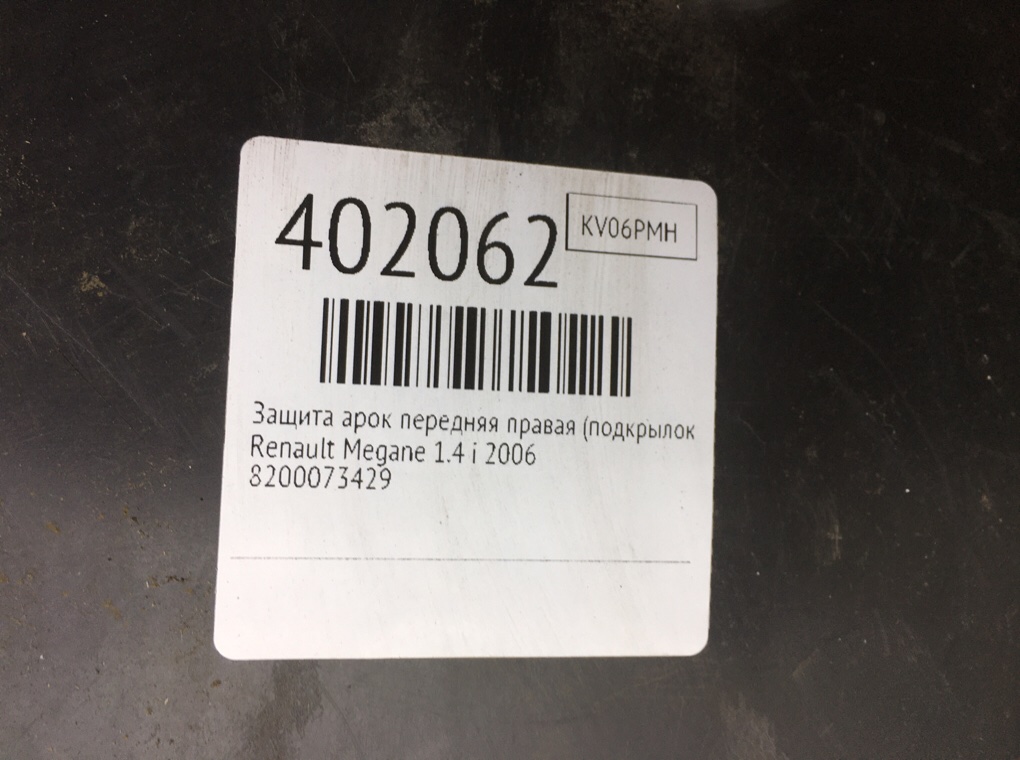 402062
KV06PMH
Защита арок передняя правая (подкрылок
Renault Megane 1.4 i 2006
8200073429